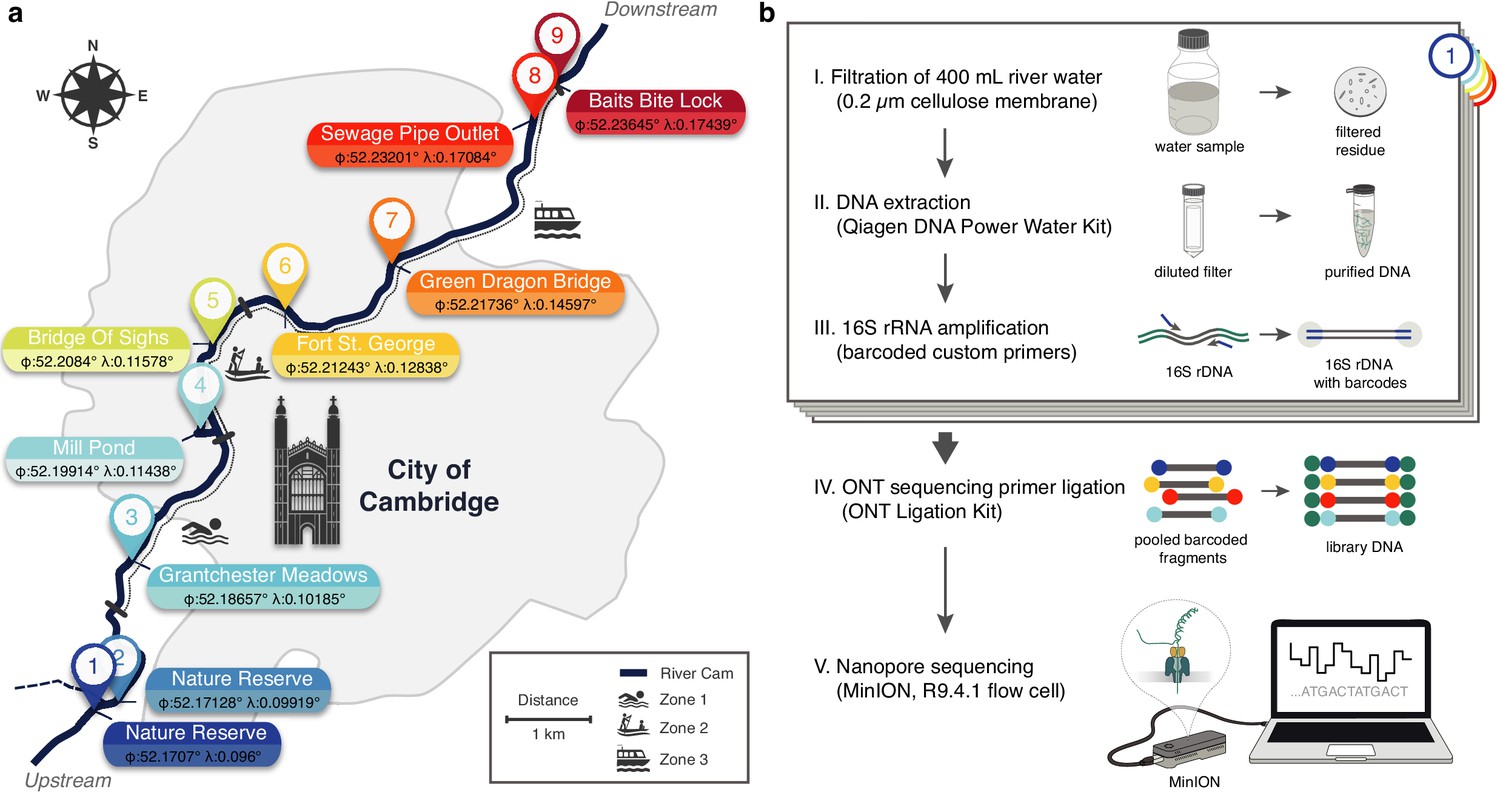 a
Downstream
N
W
E
S
9
8
Baits Bite Lock
φ:52.23645° λ:0.17439°
Sewage Pipe Outlet
φ:52.23201° λ:0.17084°
7
6
Green Dragon Bridge
φ:52.21736° λ:0.14597°
5
Bridge Of Sighs
φ:52.2084° λ:0.11578°
Fort St. George
φ:52.21243° λ:0.12838°
4
Mill Pond
φ:52.19914° λ:0.11438°
City of
Cambridge
3
Grantchester Meadows
φ:52.18657° λ:0.10185°
1
2
Nature Reserve
φ:52.17128° λ:0.09919°
Nature Reserve
φ:52.1707° λ:0.096°
Upstream
Distance
1 km
River Cam
Zone 1
Zone 2
Zone 3
b
1
I. Filtration of 400 mL river water
(0.2 µm cellulose membrane)
water sample
filtered
residue
II. DNA extraction
(Qiagen DNA Power Water Kit)
diluted filter
purified DNA
III. 16S rRNA amplification
(barcoded custom primers)
16S rDNA
16S rDNA
with barcodes
IV. ONT sequencing primer ligation
(ONT Ligation Kit)
pooled barcoded
fragments
library DNA
V. Nanopore sequencing
(MinION, R9.4.1 flow cell)
...ATGACTATGACT
MinION